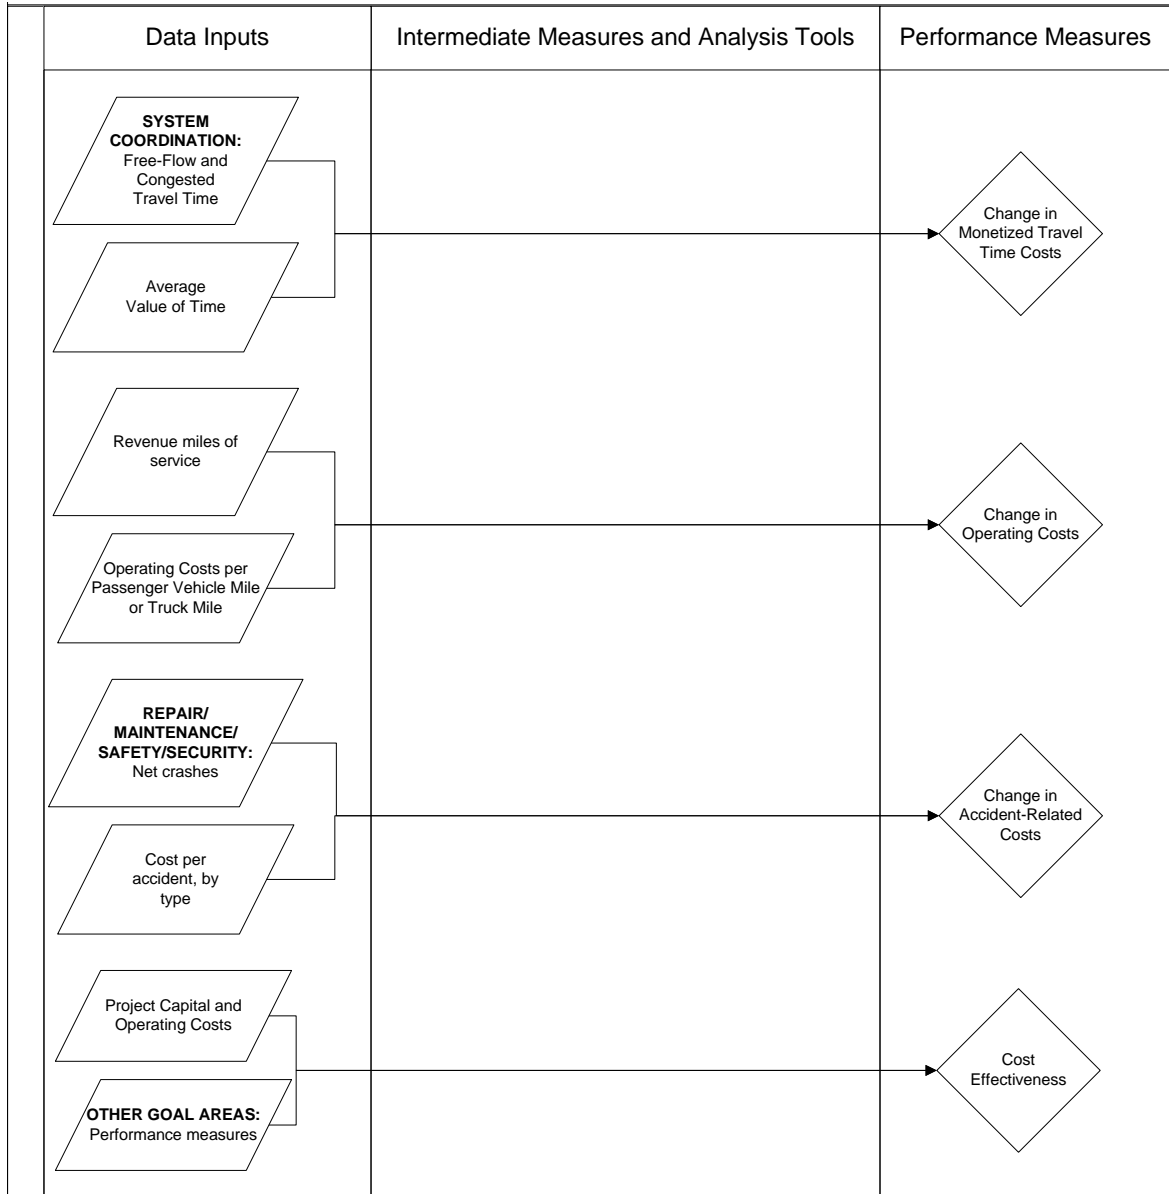 Data Inputs
Intermediate Measures and Analysis Tools
Performance Measures
SYSTEM
COORDINATION:
Free-Flow and
Congested
Travel Time
Average
Value of Time
Change in
Monetized Travel
Time Costs
Revenue miles of
service
Operating Costs per
Passenger Vehicle Mile
or Truck Mile
Change in
Operating Costs
REPAIR/
MAINTENANCE/
SAFETY/SECURITY:
Net crashes
Cost per
accident, by
type
Change in
Accident-Related
Costs
Project Capital and
Operating Costs
OTHER GOAL AREAS:
Performance measures
Cost
Effectiveness